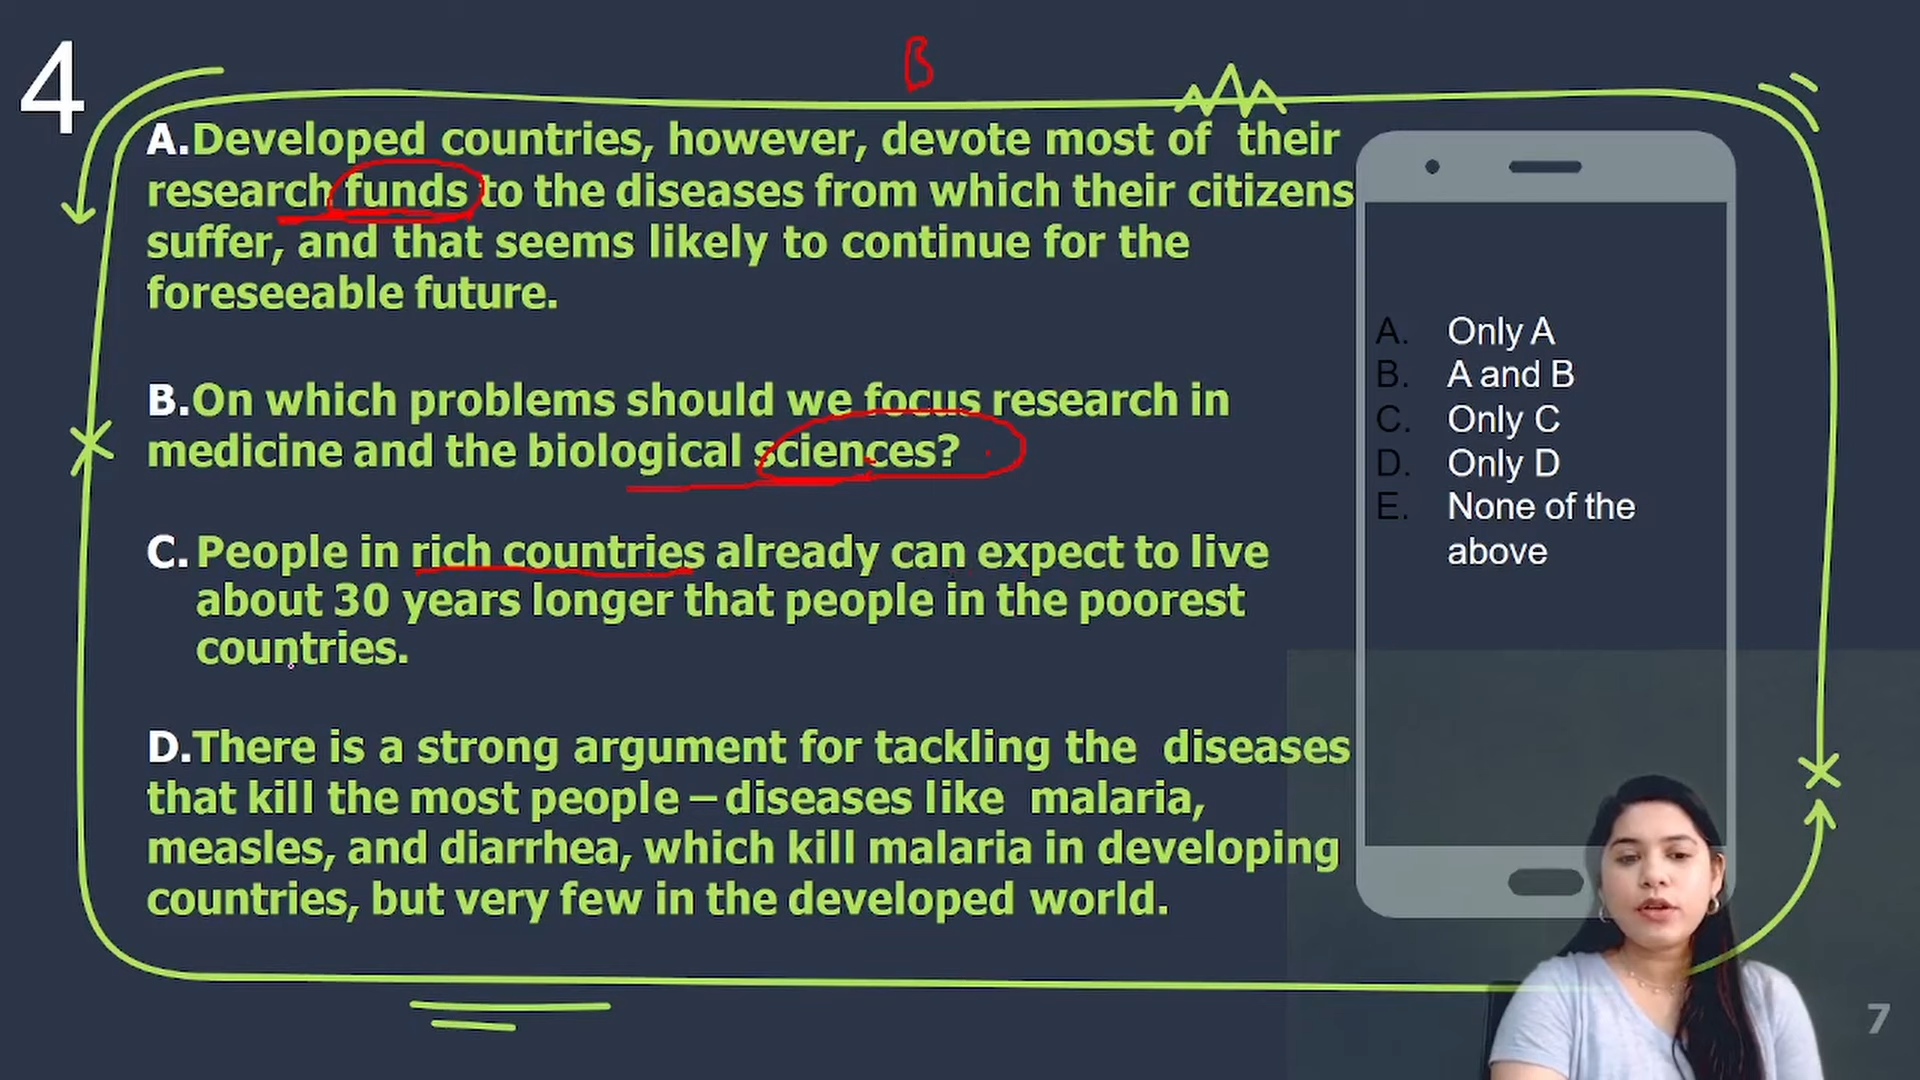 4
B
A.Developed countries, however, devote most of their
research funds to the diseases from which their citizens
suffer, and that seems likely to continue for the
foreseeable future.
B.On which problems should we focus research in
medicine and the biological sciences?
C. People in rich countries already can expect to live
about 30 years longer that people in the poorest
countries.
D.There is a strong argument for tackling the diseases
that kill the most people – diseases like malaria,
measles, and diarrhea, which kill malaria in developing
countries, but very few in the developed world.
A. Only A
B. A and B
C. Only C
D. Only D
E. None of the
above
7